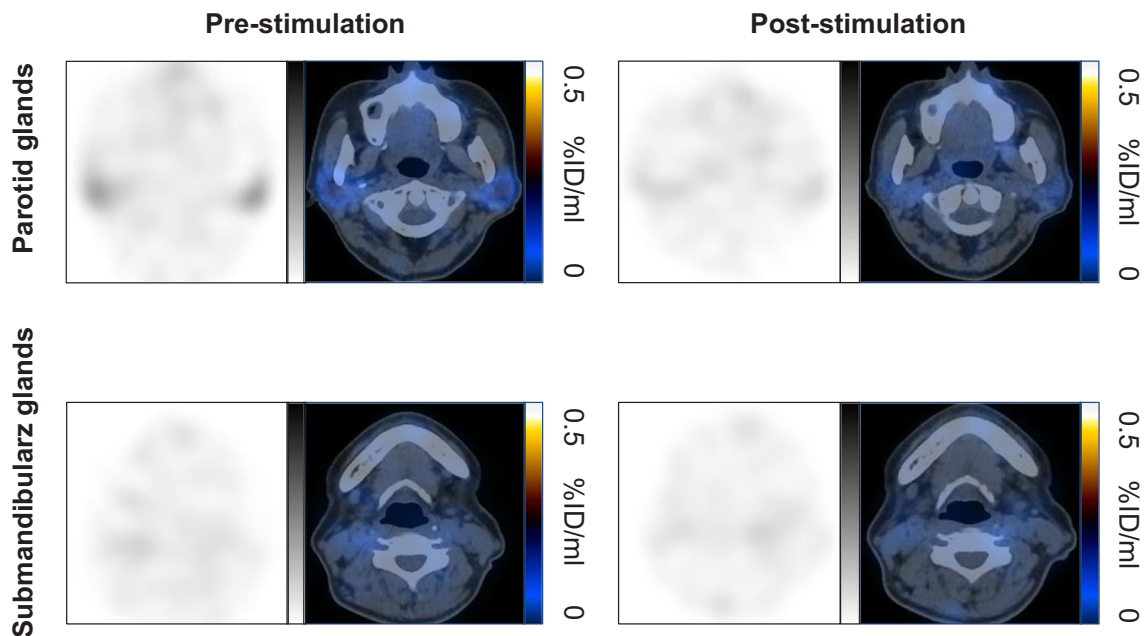 Pre-stimulation
Post-stimulation
Parotid glands
0.5
%ID/ml
0
0.5
%ID/ml
0
Submandibularz glands
0.5
%ID/ml
0
0.5
%ID/ml
0